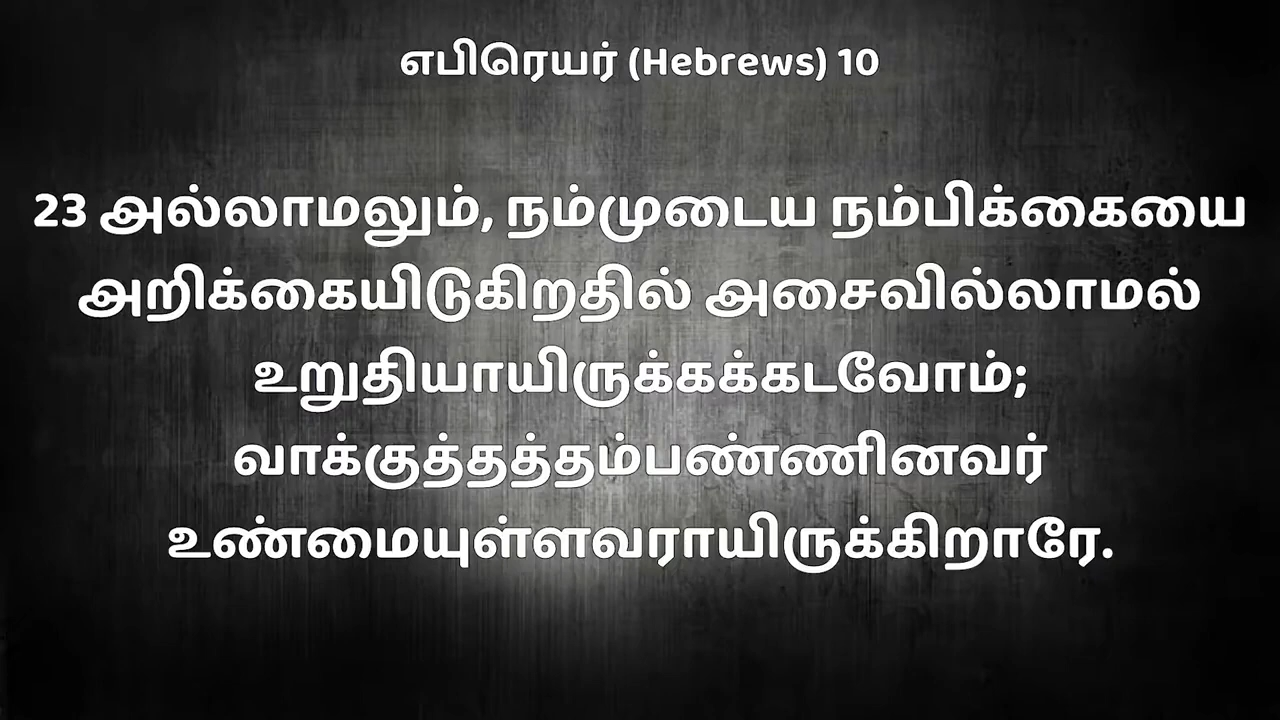 எபிரெயர் (Hebrews) 10
23 அல்லாமலும், நம்முடைய நம்பிக்கையை
அறிக்கையிடுகிறதில் அசைவில்லாமல்
உறுதியாயிருக்கக்கடவோம்;
வாக்குத்தத்தம்பண்ணினவர்
உண்மையுள்ளவராயிருக்கிறாரே.